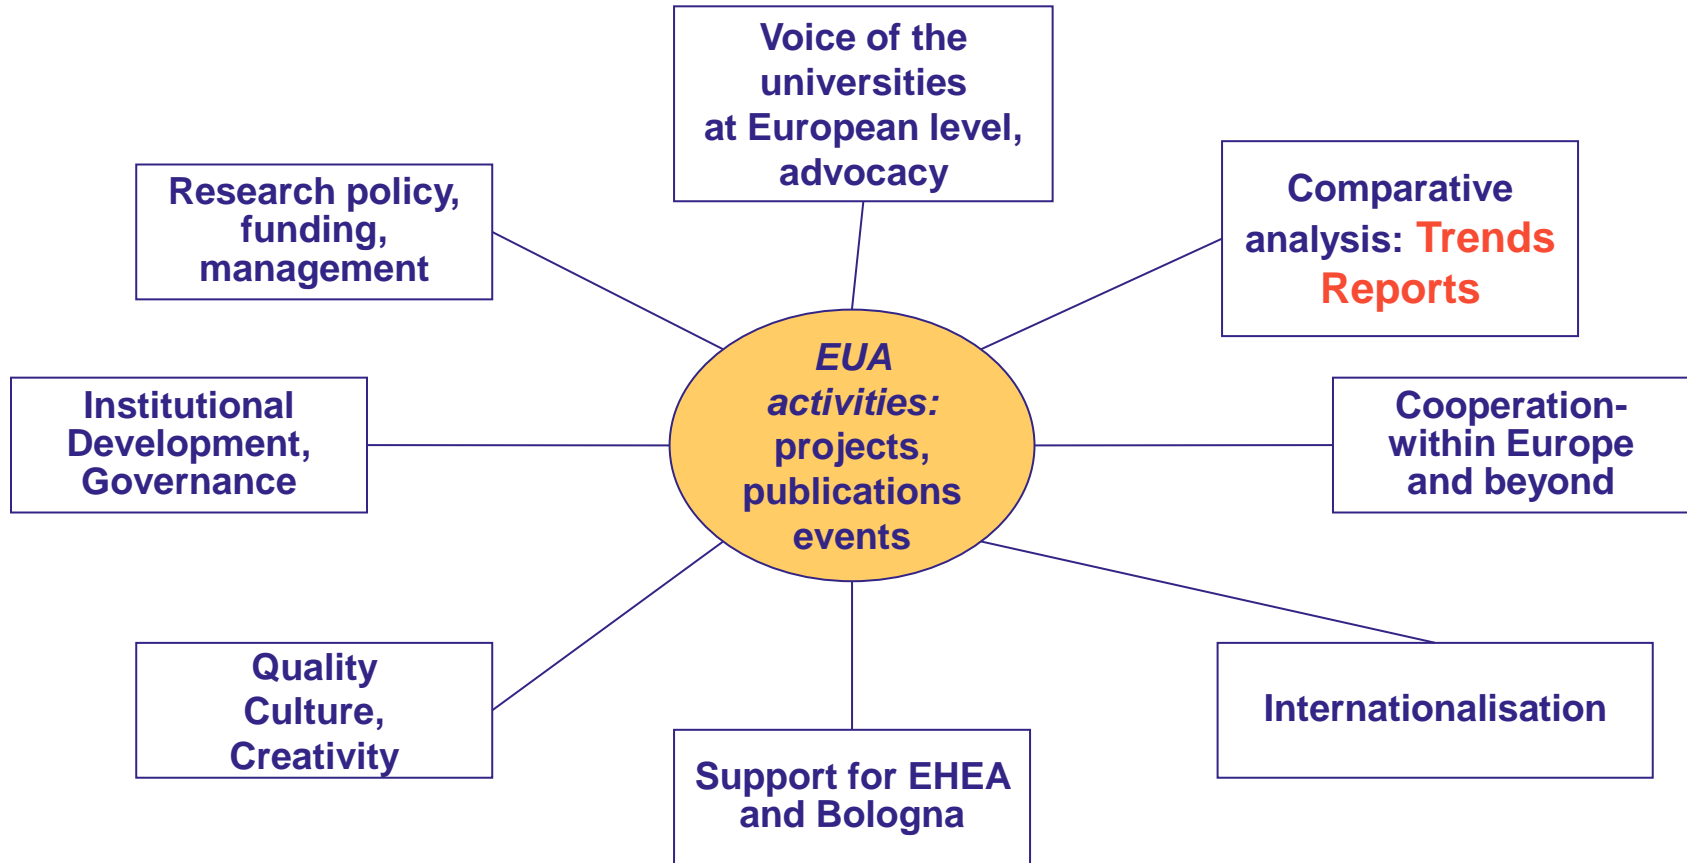 Voice of the
universities
at European level,
advocacy
Research policy,
funding,
management
Comparative
analysis: Trends
Reports
EUA
activities:
projects,
publications
events
Institutional
Development,
Governance
Cooperation-
within Europe
and beyond
Quality
Culture,
Creativity
Support for EHEA
and Bologna
Internationalisation